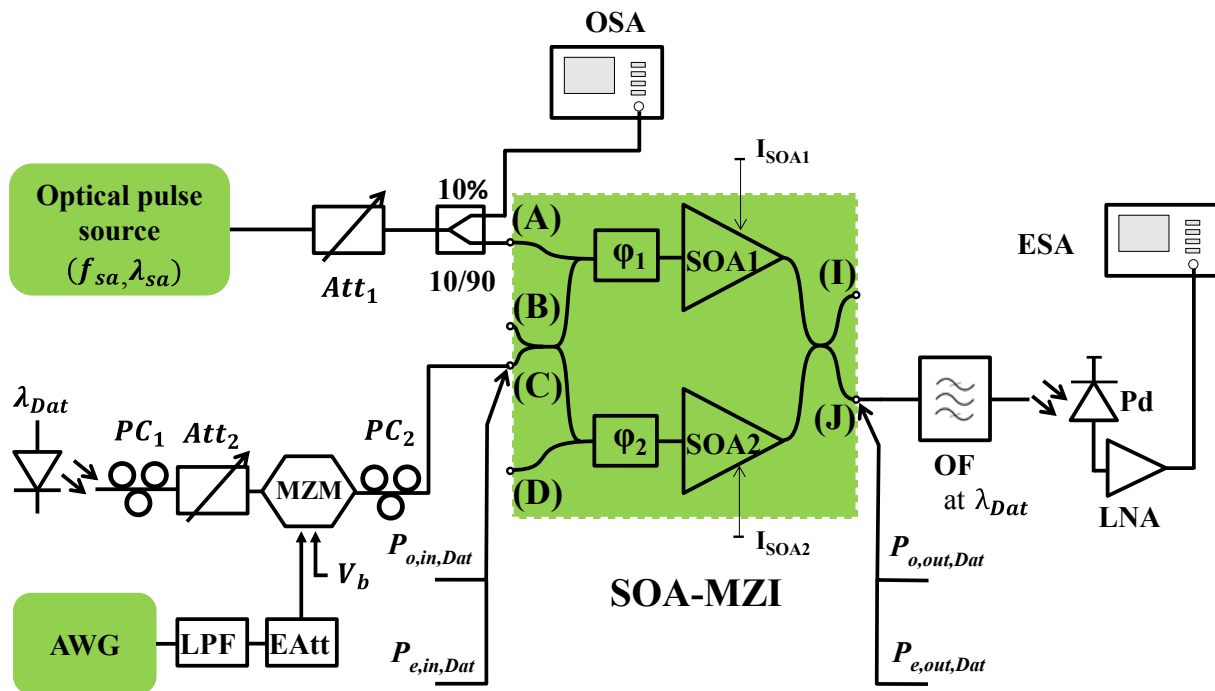 OSA
I_SOA1
Optical pulse
source
(f_sa,λ_sa)
10%
(A)
ESA
Att_1
10/90
φ_1
SOA1
(I)
(B)
λ_Dat
(C)
PC_1
Att_2
PC_2
(J)
Pd
φ_2
SOA2
MZM
(D)
OF
at λ_Dat
LNA
I_SOA2
P_o,in,Dat
P_o,out,Dat
V_b
SOA-MZI
AWG
LPF
EAtt
P_e,in,Dat
P_e,out,Dat